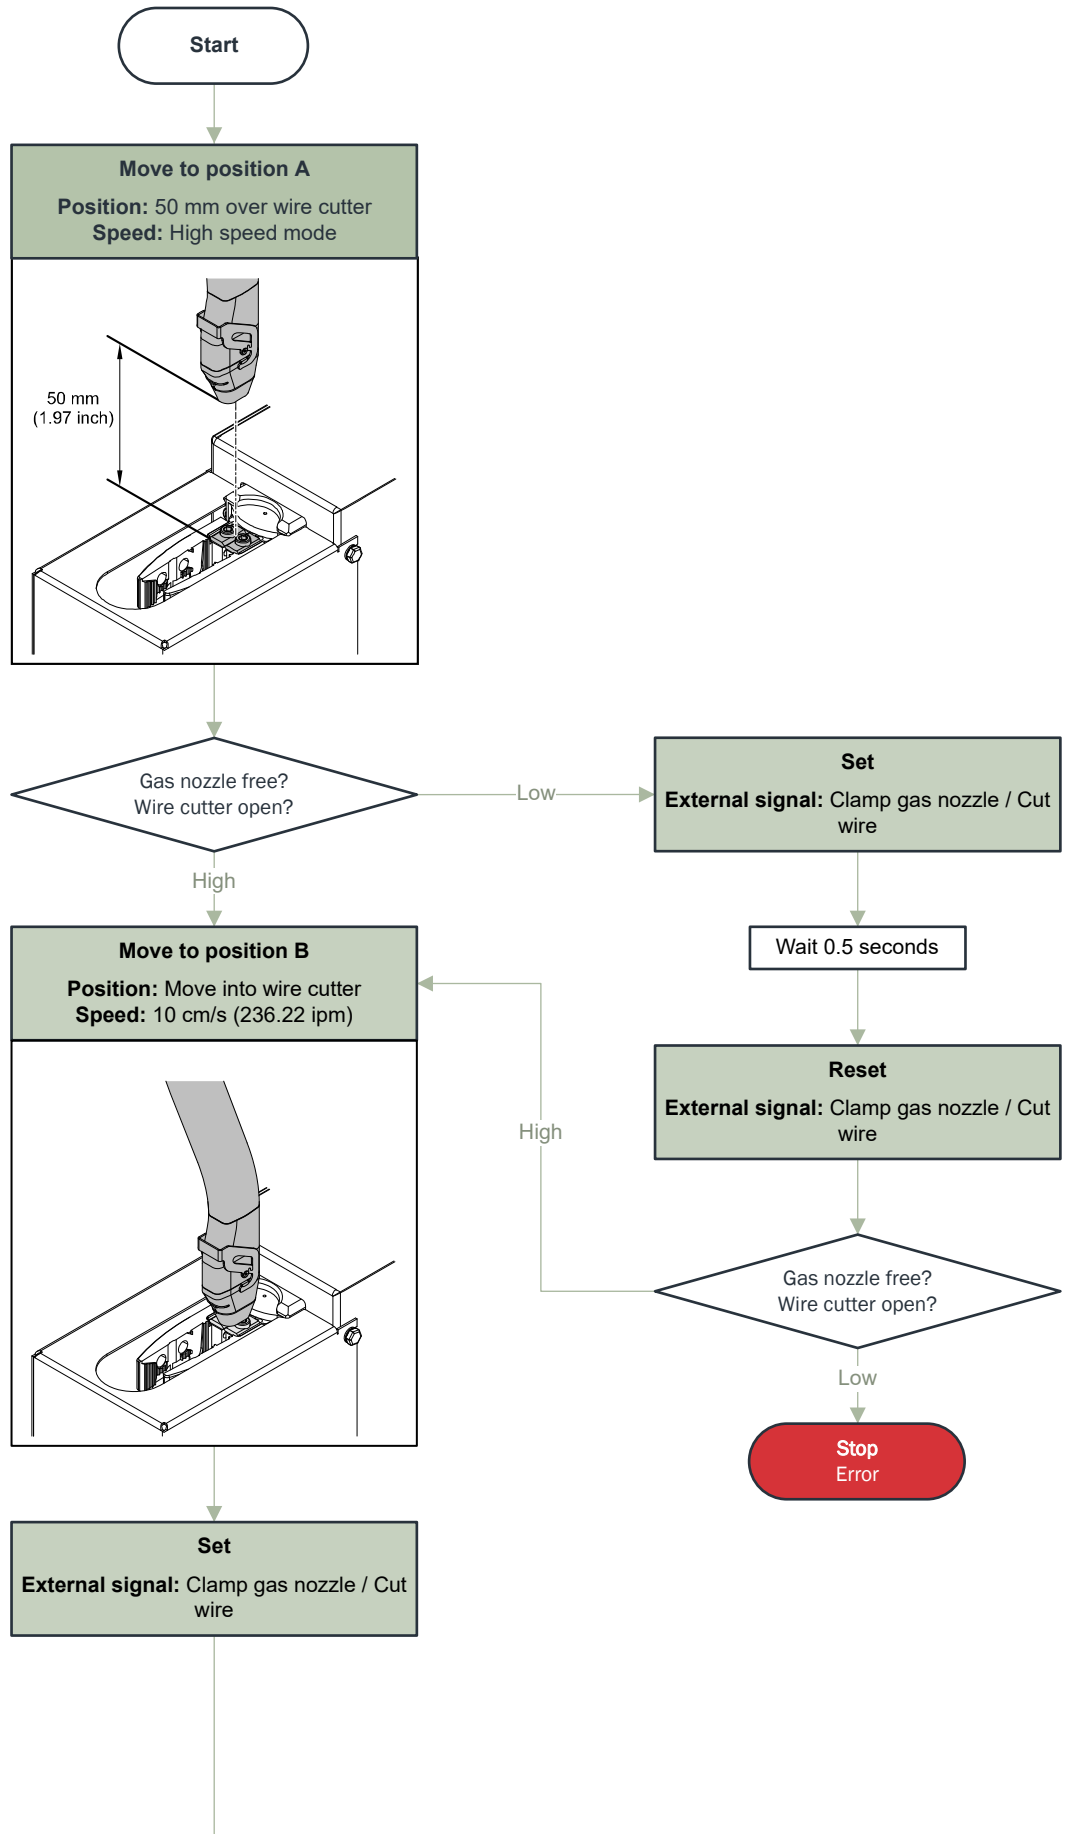 Start
Move to position A
Position: 50 mm over wire cutter
Speed: High speed mode
50 mm
(1.97 inch)
Gas nozzle free?
Wire cutter open?
Low
Set
External signal: Clamp gas nozzle / Cut
wire
High
Wait 0.5 seconds
Move to position B
Position: Move into wire cutter
Speed: 10 cm/s (236.22 ipm)
Reset
External signal: Clamp gas nozzle / Cut
wire
High
Gas nozzle free?
Wire cutter open?
Low
Stop
Error
Set
External signal: Clamp gas nozzle / Cut
wire